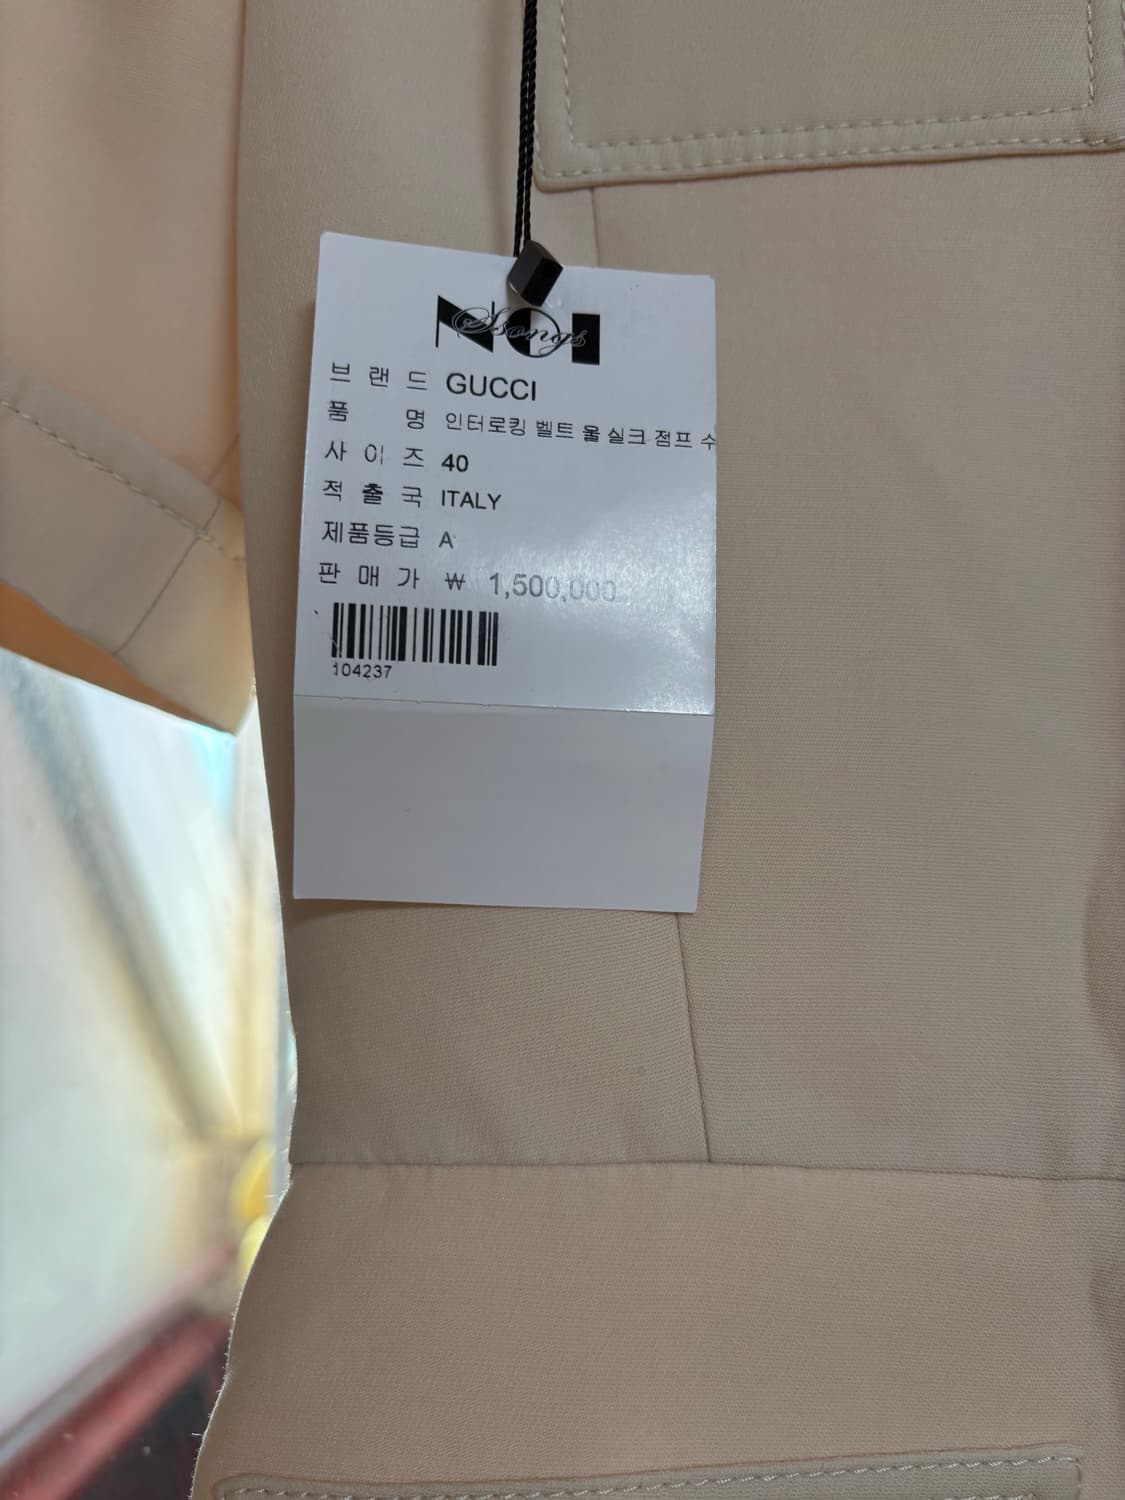 NOI
Ssongs
브랜드 GUCCI
품명 인터로킹 벨트 울 실크 점프 수
사이즈 40
적출국 ITALY
제품등급 A
판매가 ₩ 1,500,000
104237